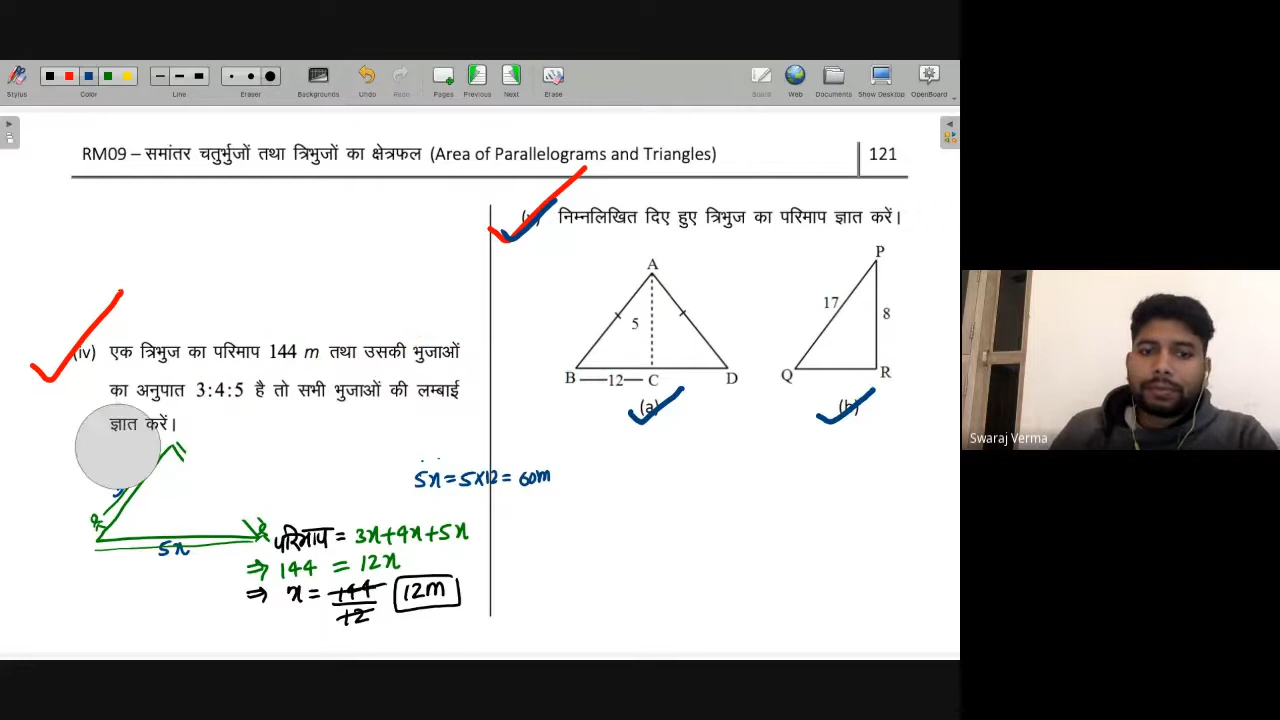 Stylus Color Line Eraser Backgrounds Undo Redo Pages Previous Next Erase Board Web Documents Show Desktop OpenBoard
RM09 – समांतर चतुर्भुजों तथा त्रिभुजों का क्षेत्रफल (Area of Parallelograms and Triangles) 121
(iv) एक त्रिभुज का परिमाप 144 m तथा उसकी भुजाओं
का अनुपात 3:4:5 है तो सभी भुजाओं की लम्बाई
ज्ञात करें।
5x
5x = 5×12 = 60m
परिमाप = 3x+4x+5x
⇒ 144 = 12x
⇒ x = 144/12 12m
(v) निम्नलिखित दिए हुए त्रिभुज का परिमाप ज्ञात करें।
A
5
B 12 C D
(a)
P
17 8
Q R
(b)
Swaraj Verma